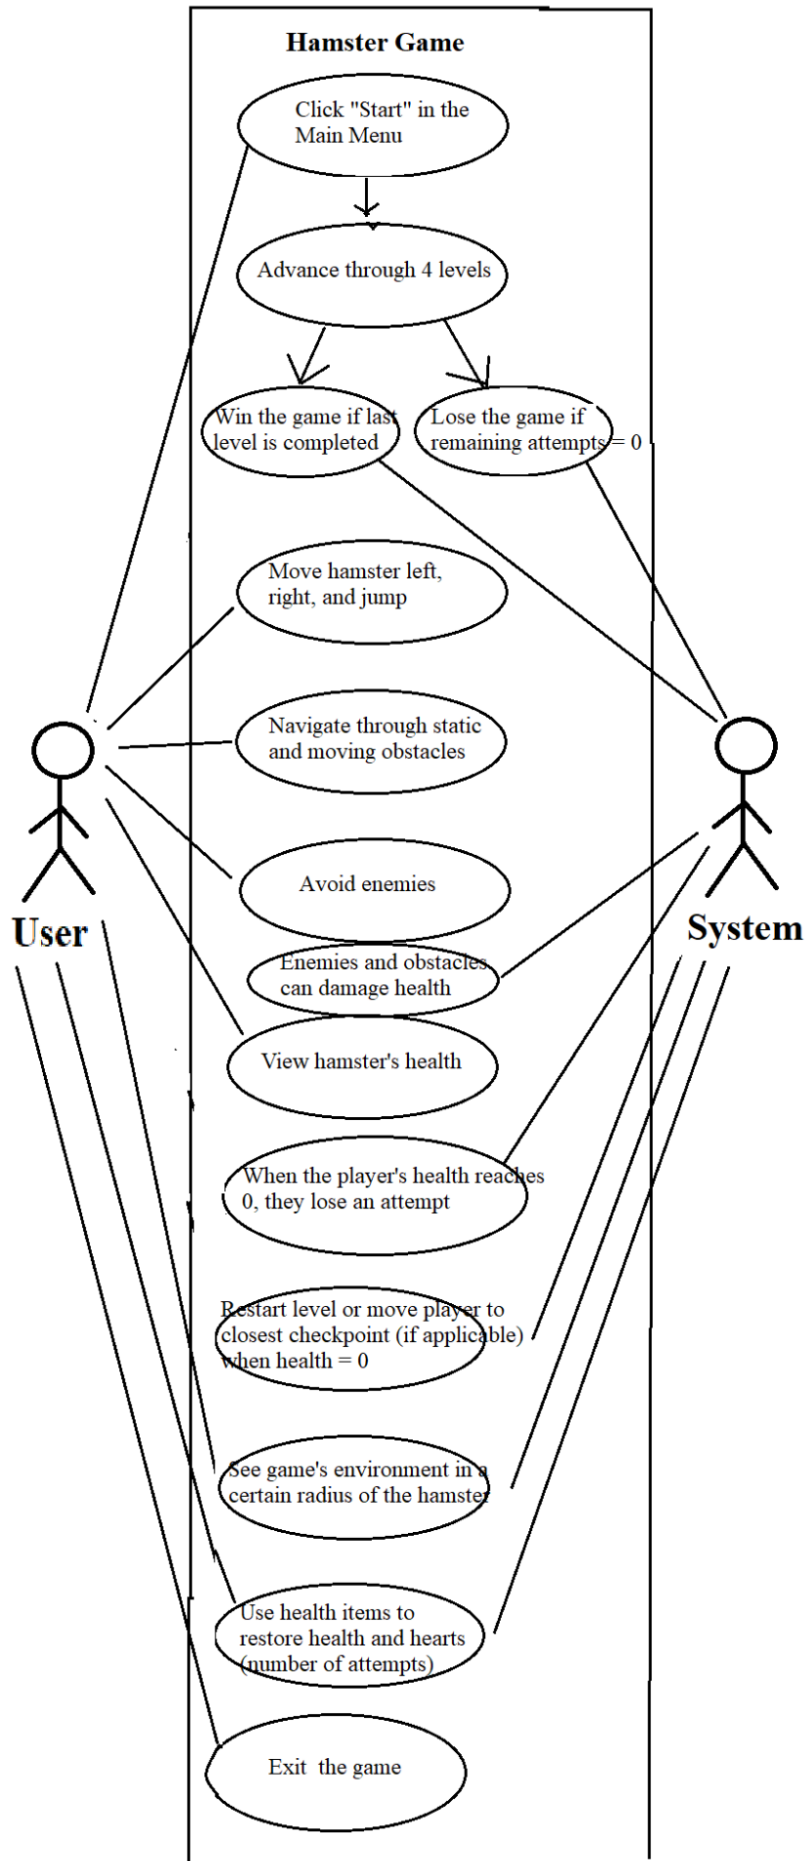 Hamster Game
Click "Start" in the
Main Menu
Advance through 4 levels
Win the game if last
level is completed
Lose the game if
remaining attempts = 0
Move hamster left,
right, and jump
Navigate through static
and moving obstacles
Avoid enemies
User
System
Enemies and obstacles
can damage health
View hamster's health
When the player's health reaches
0, they lose an attempt
Restart level or move player to
closest checkpoint (if applicable)
when health = 0
See game's environment in a
certain radius of the hamster
Use health items to
restore health and hearts
(number of attempts)
Exit the game